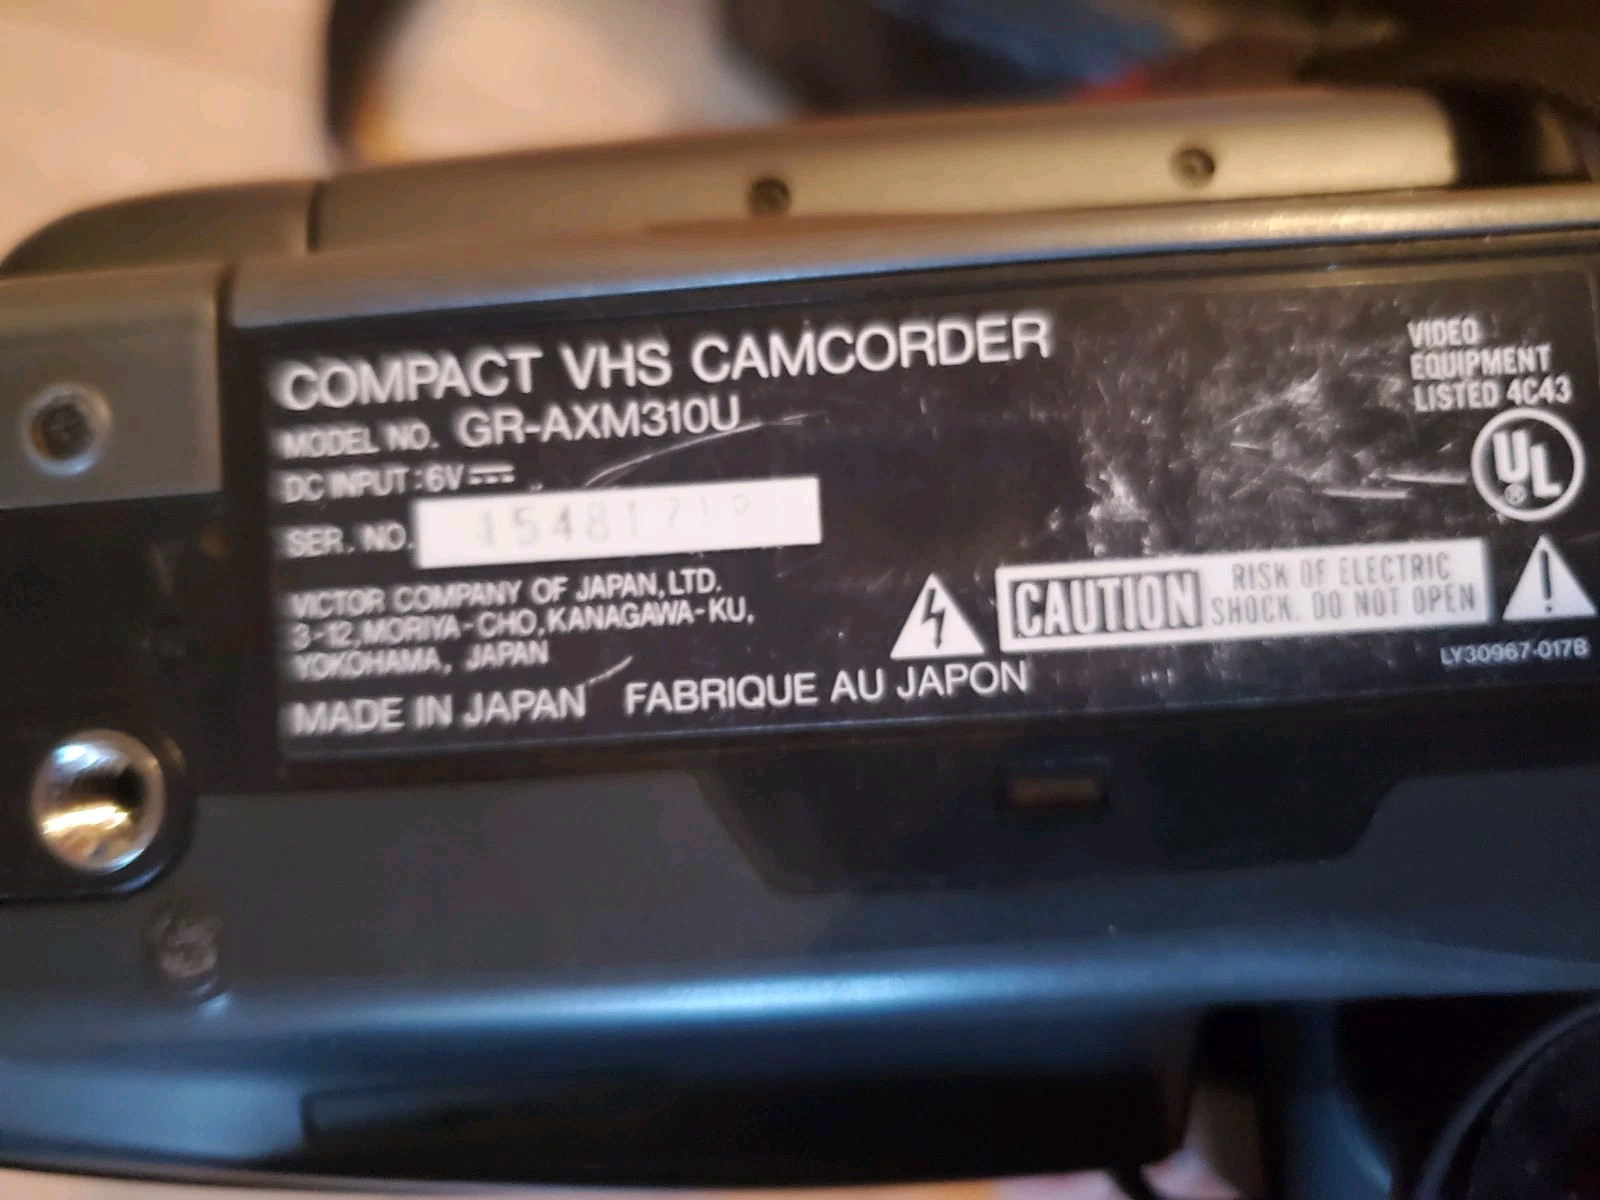 COMPACT VHS CAMCORDER
MODEL NO. GR-AXM310U
DC INPUT : 6V
SER. NO.
VICTOR COMPANY OF JAPAN, LTD.
3-12, MORIYA-CHO, KANAGAWA-KU,
YOKOHAMA, JAPAN
MADE IN JAPAN FABRIQUE AU JAPON
VIDEO
EQUIPMENT
LISTED 4C43
UL
®
CAUTION
RISK OF ELECTRIC
SHOCK. DO NOT OPEN
LY30967-017B